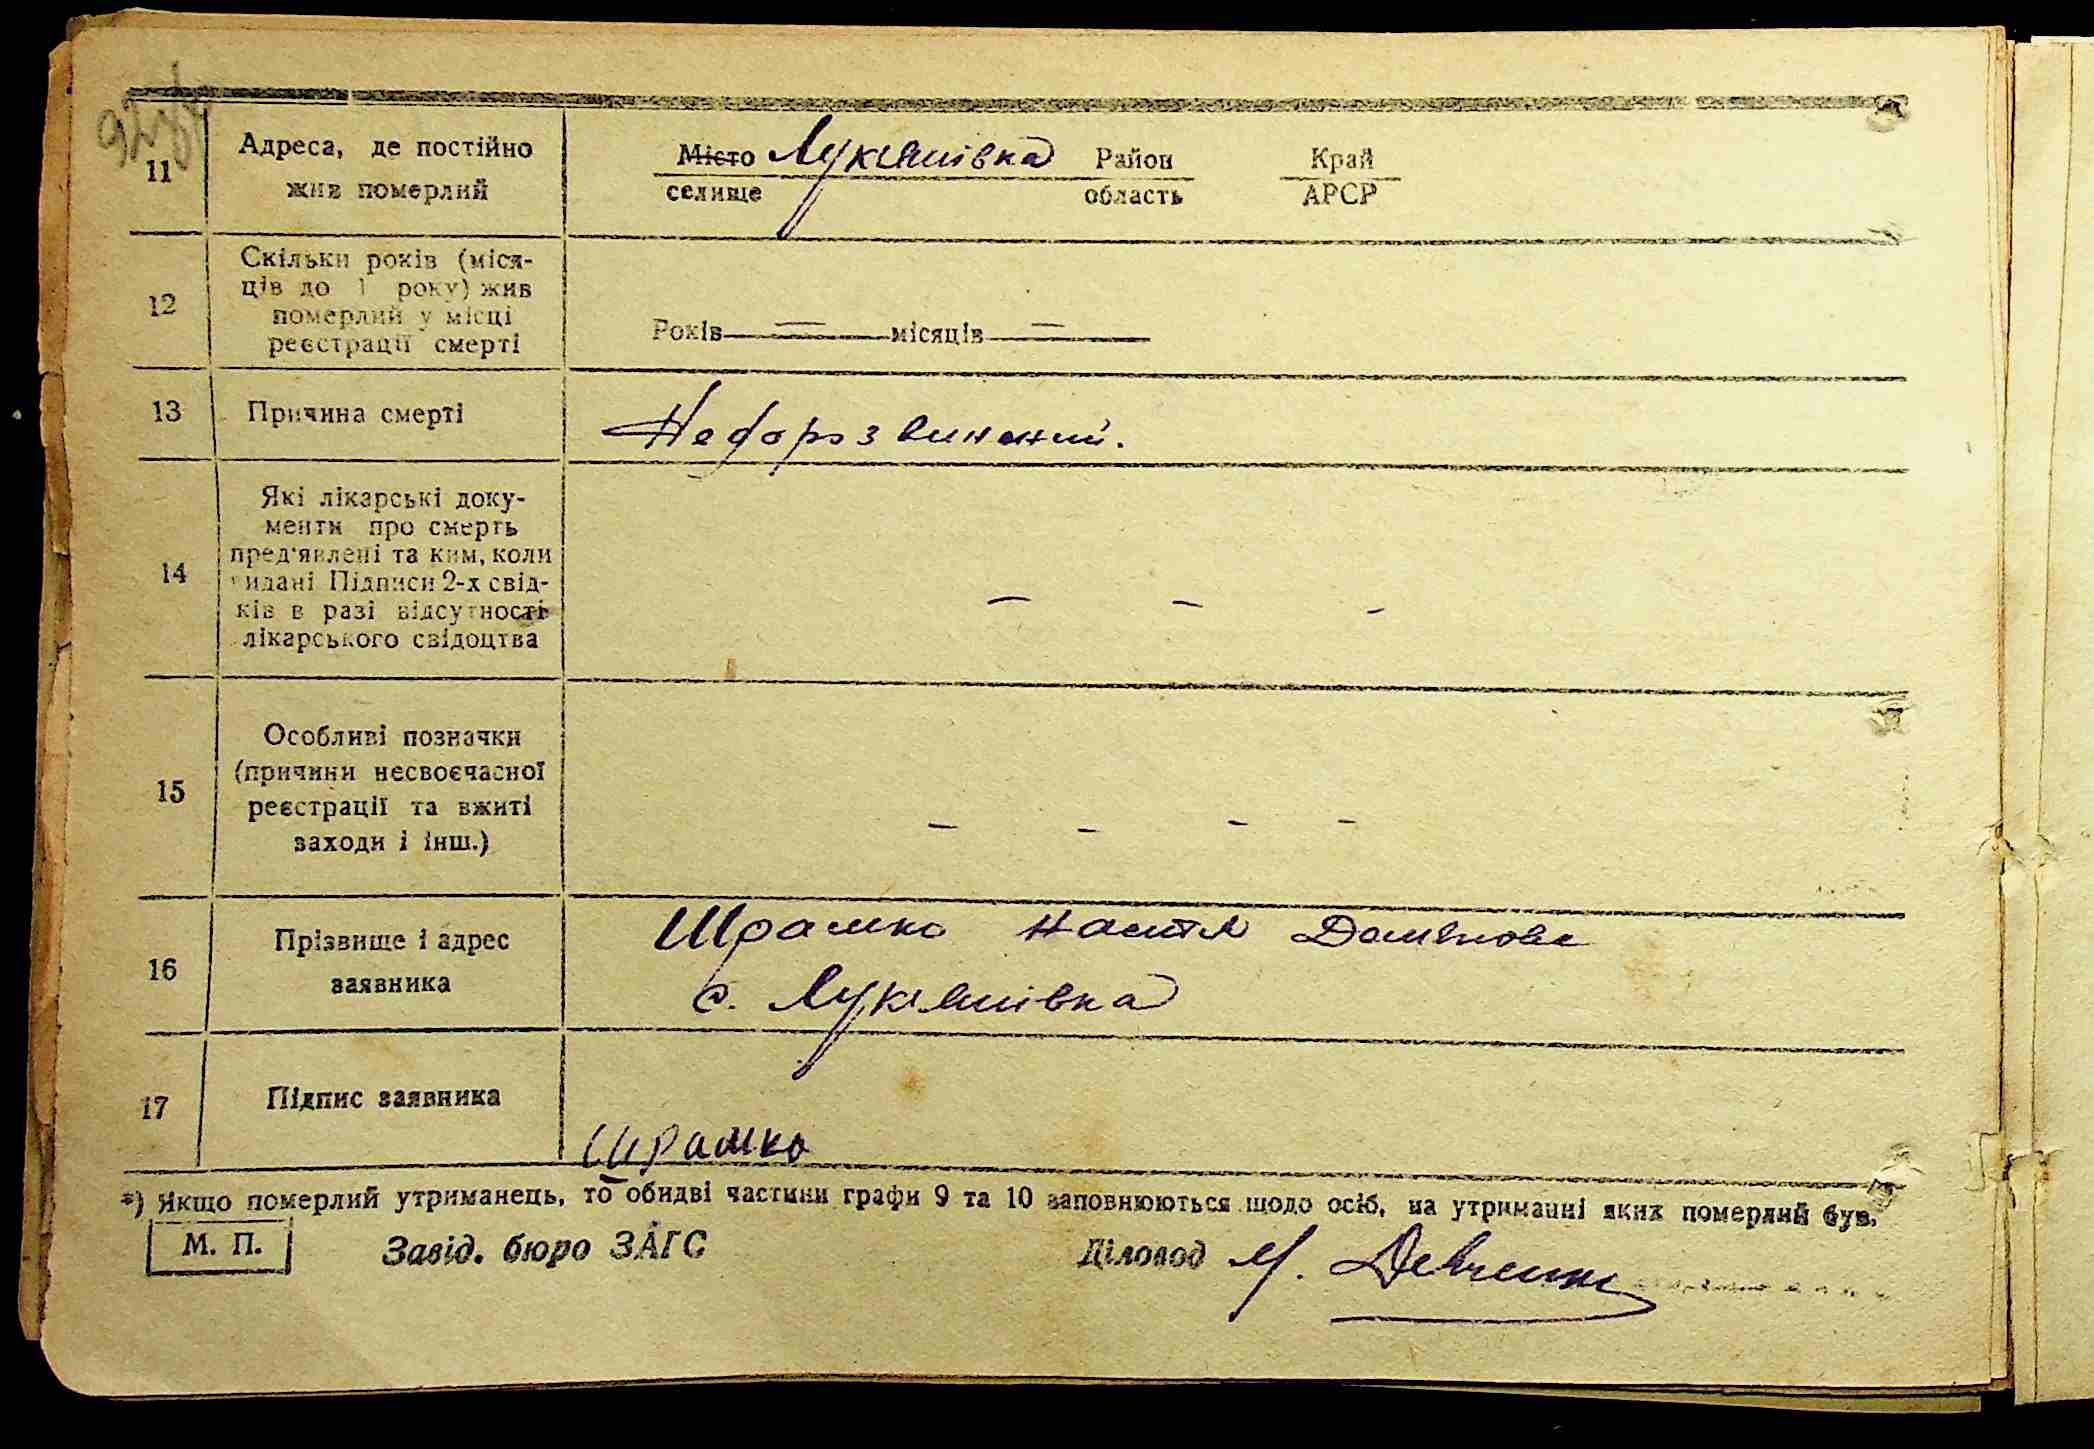 92зв
11
Адреса, де постійно
жив померлий
Місто Лукашівка Район Край
селище область АРСР
12
Скільки років (міся-
ців до 1 року) жив
померлий у місці
реєстрації смерті
Років — місяців —
13
Причина смерті
Недорозвинений.
14
Які лікарські доку-
менти про смерть
пред'явлені та ким, коли
видані Підписи 2-х свід-
ків в разі відсутності
лікарського свідоцтва
— — —
15
Особливі позначки
(причини несвоєчасної
реєстрації та вжиті
заходи і інш.)
— — — —
16
Прізвище і адрес
заявника
Шрамко Настя
с. Лукашівка
17
Підпис заявника
Шрамко
*) Якщо померлий утриманець, то обидві частини графи 9 та 10 заповнюються щодо осіб, на утриманні яких померлий був.
М. П.
Завід. бюро ЗАГС
Діловод М.